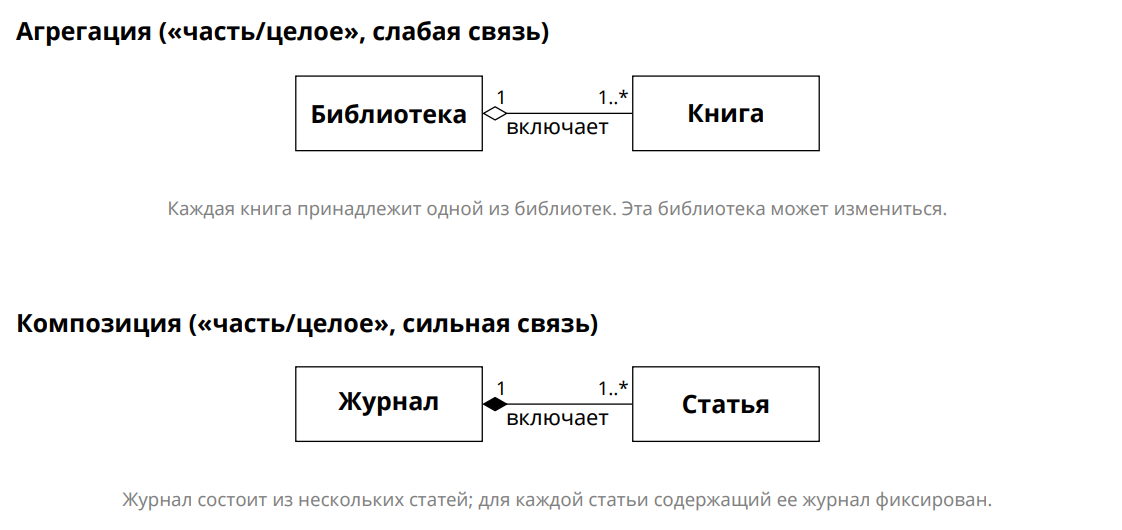 Агрегация («часть/целое», слабая связь)
1 1..*
Библиотека Книга
включает
Каждая книга принадлежит одной из библиотек. Эта библиотека может измениться.
Композиция («часть/целое», сильная связь)
1 1..*
Журнал Статья
включает
Журнал состоит из нескольких статей; для каждой статьи содержащий ее журнал фиксирован.